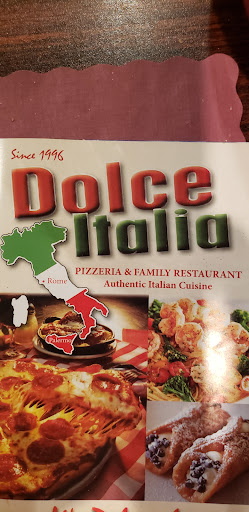 Since 1996
Dolce
Italia
PIZZERIA & FAMILY RESTAURANT
Authentic Italian Cuisine
Rome
Palermo